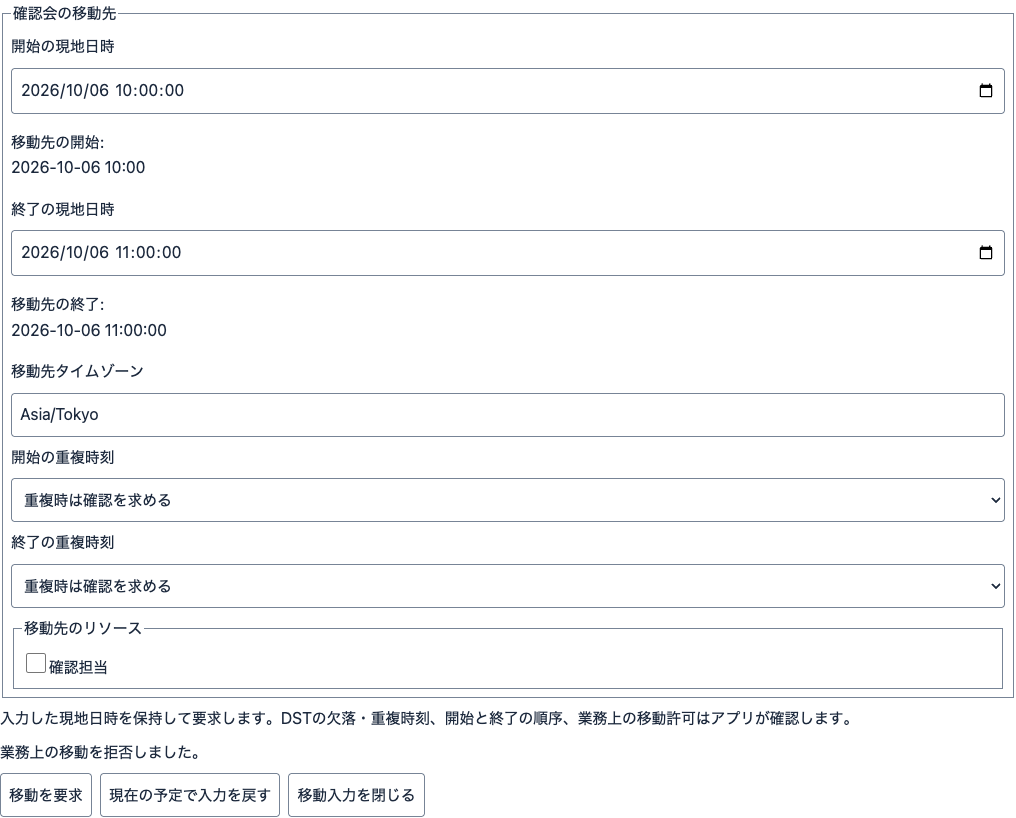 確認会の移動先
開始の現地日時
2026/10/06 10:00:00
移動先の開始:
2026-10-06 10:00
終了の現地日時
2026/10/06 11:00:00
移動先の終了:
2026-10-06 11:00:00
移動先タイムゾーン
Asia/Tokyo
開始の重複時刻
重複時は確認を求める
終了の重複時刻
重複時は確認を求める
移動先のリソース
確認担当
入力した現地日時を保持して要求します。DSTの欠落・重複時刻、開始と終了の順序、業務上の移動許可はアプリが確認します。
業務上の移動を拒否しました。
移動を要求 現在の予定で入力を戻す 移動入力を閉じる